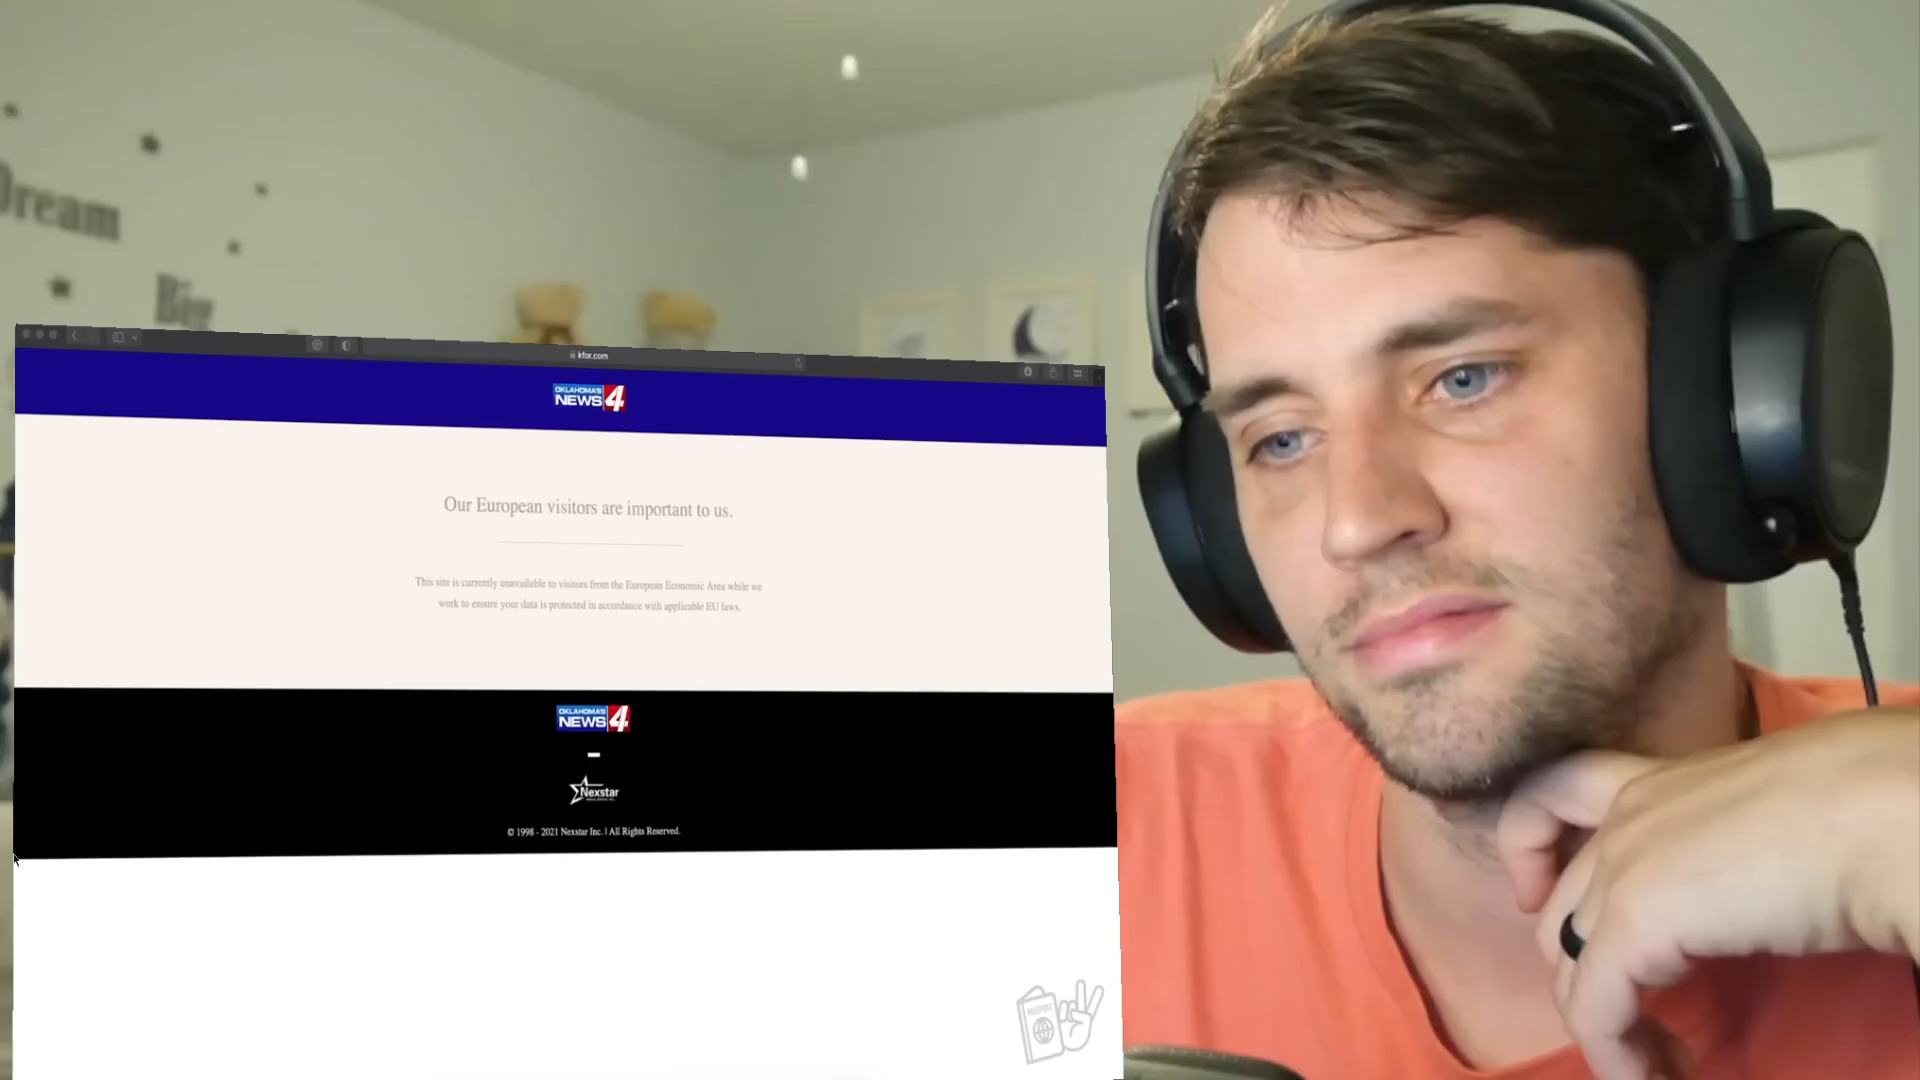 Dream
Big
kfor.com
OKLAHOMA'S
NEWS 4
Our European visitors are important to us.
This site is currently unavailable to visitors from the European Economic Area while we
work to ensure your data is protected in accordance with applicable EU laws.
OKLAHOMA'S
NEWS 4
Nexstar
© 1998 - 2021 Nexstar Inc. | All Rights Reserved.
PASSPORT